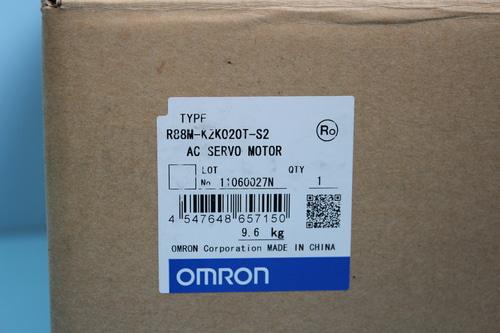 TYPE
R88M-K2K020T-S2
Ro
AC SERVO MOTOR
LOT QTY
No. 11060027N 1
4 547648 657150
9.6 kg
OMRON Corporation MADE IN CHINA
OMRON